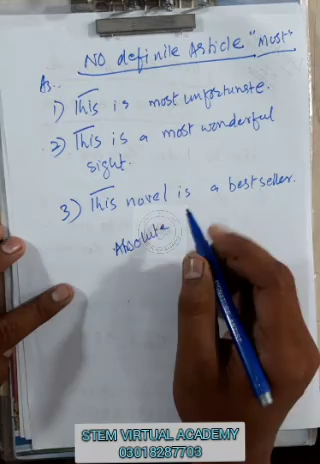 NO definite Article "Most"
As..
1) This is most unfortunate.
2) This is a most wonderful
sight.
3) This novel is a bestseller.
Absolute
STEM VIRTUAL ACADEMY
03018287703